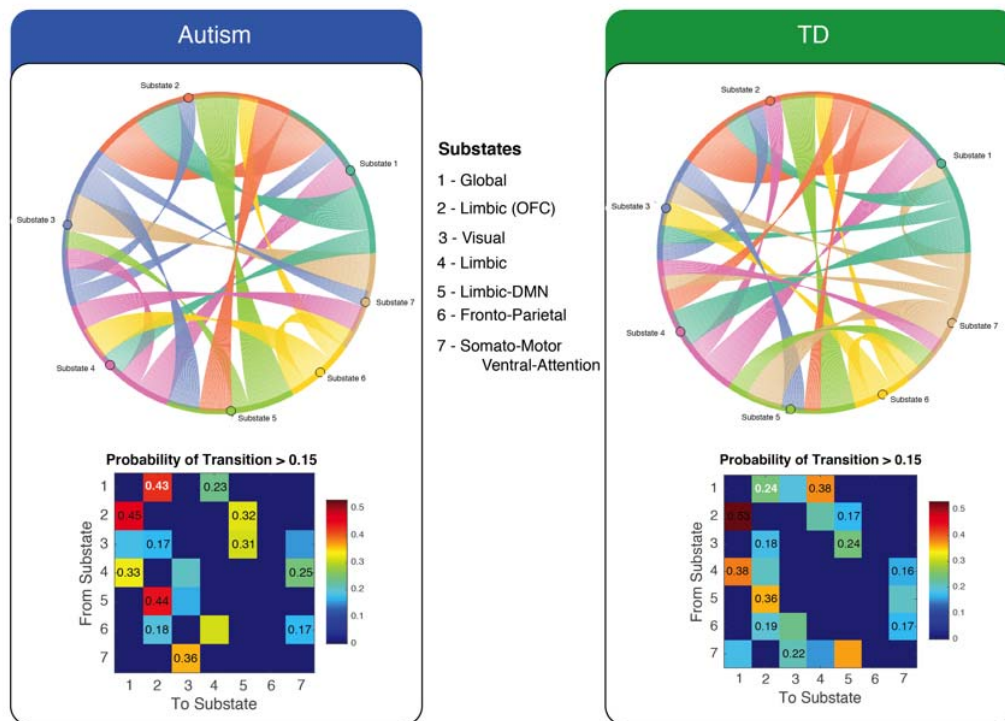 Autism
Substate 2
Substate 1
Substate 3
Substate 7
Substate 4
Substate 6
Substate 5
Probability of Transition > 0.15
1 0.43 0.23
2 0.45 0.32
3 0.17 0.31
4 0.33 0.25
5 0.44
6 0.18 0.17
7 0.36
1 2 3 4 5 6 7
From Substate
To Substate
0.5
0.4
0.3
0.2
0.1
0
Substates
1 - Global
2 - Limbic (OFC)
3 - Visual
4 - Limbic
5 - Limbic-DMN
6 - Fronto-Parietal
7 - Somato-Motor
Ventral-Attention
TD
Substate 2
Substate 1
Substate 3
Substate 4
Substate 7
Substate 6
Substate 5
Probability of Transition > 0.15
1 0.24 0.38
2 0.53 0.17
3 0.18 0.24
4 0.38 0.16
5 0.36
6 0.19 0.17
7 0.22
1 2 3 4 5 6 7
From Substate
To Substate
0.5
0.4
0.3
0.2
0.1
0